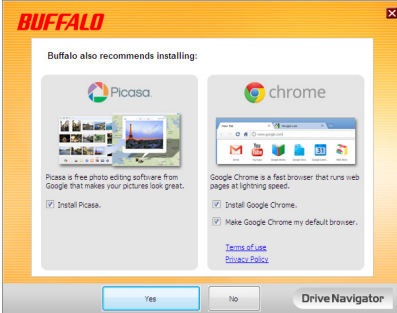 BUFFALO
Buffalo also recommends installing:
Picasa
Picasa is free photo editing software from
Google that makes your pictures look great.
Install Picasa.
chrome
Google Chrome is a fast browser that runs web
pages at lightning speed.
Install Google Chrome.
Make Google Chrome my default browser.
Terms of use
Privacy Policy
Yes
No
DriveNavigator